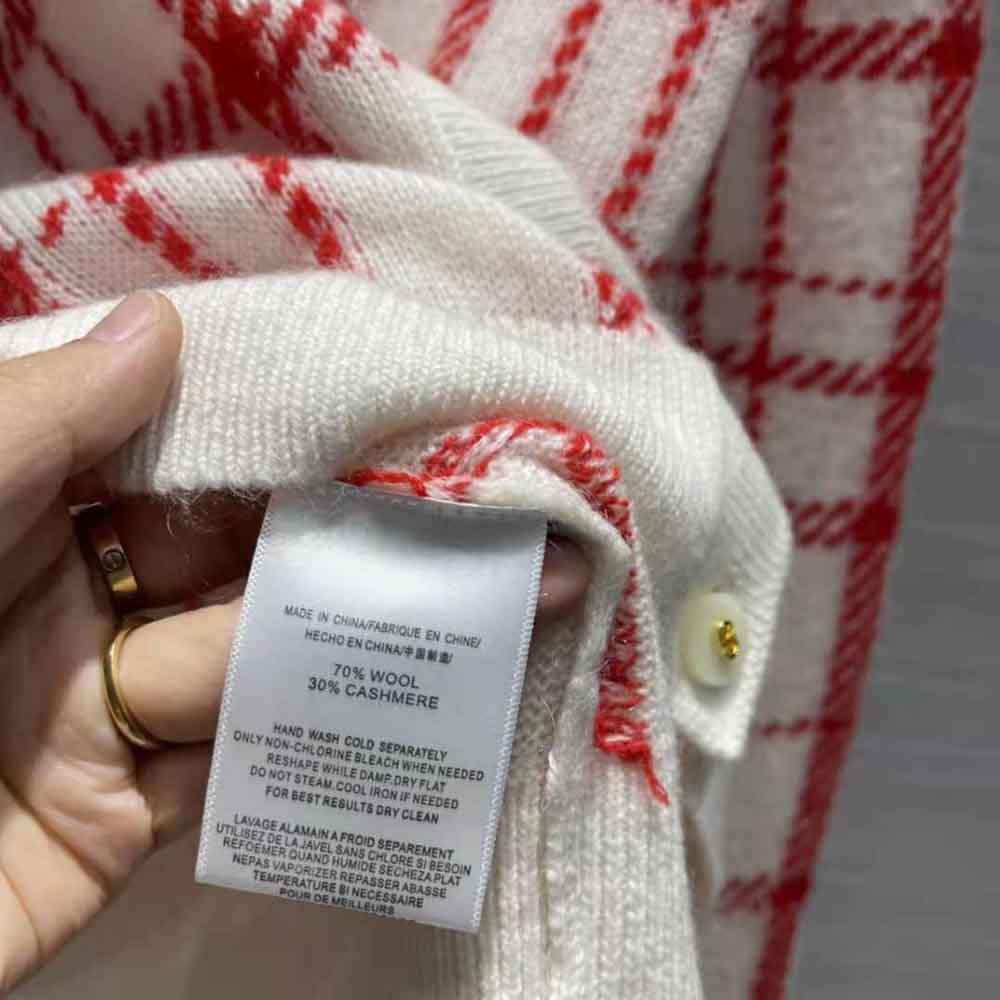 MADE IN CHINA/FABRIQUE EN CHINE/
HECHO EN CHINA/中国制造/
70% WOOL
30% CASHMERE
HAND WASH COLD SEPARATELY
ONLY NON-CHLORINE BLEACH WHEN NEEDED
RESHAPE WHILE DAMP.DRY FLAT
DO NOT STEAM.COOL IRON IF NEEDED
FOR BEST RESULTS DRY CLEAN
LAVAGE ALAMAIN A FROID SEPAREMENT
UTILISEZ DE LA JAVEL SANS CHLORE SI BESOIN
REFOEMER QUAND HUMIDE SECHEZA PLAT
NEPAS VAPORIZER REPASSER ABASSE
TEMPERATURE BI NECESSAIRE
POUR DE MEILLEURS